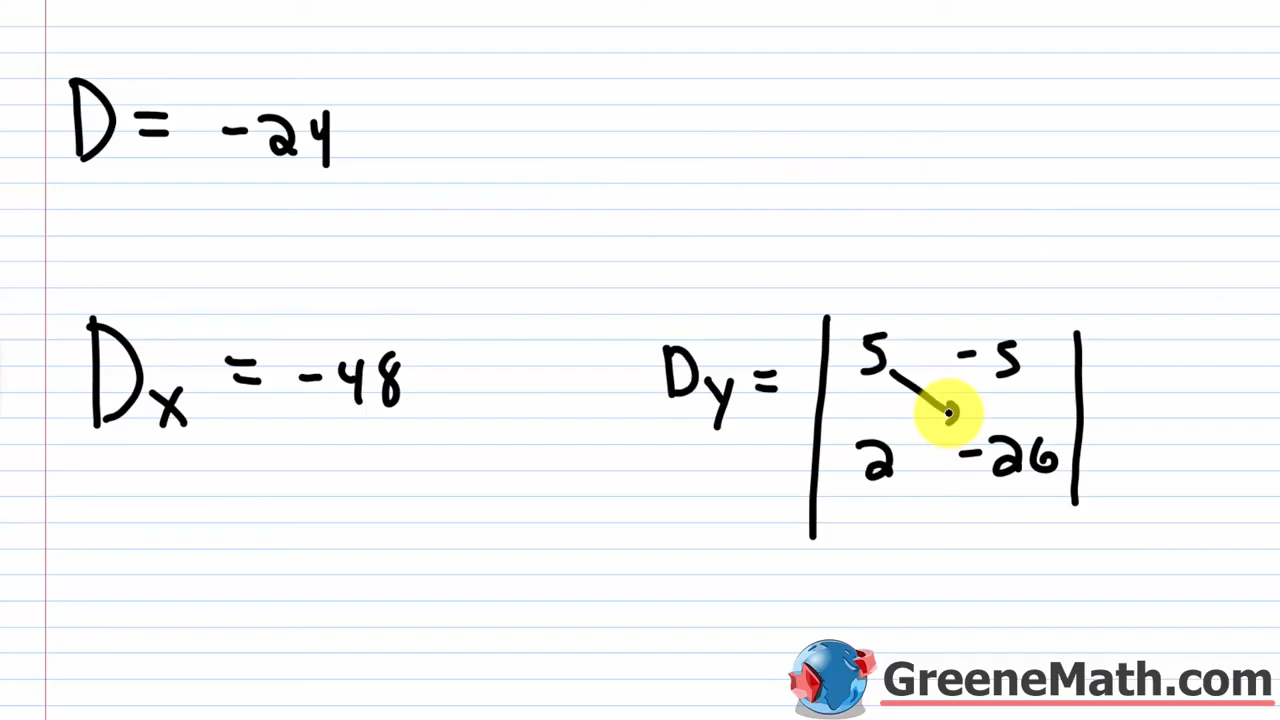 D = -24
Dx = -48
Dy = | 5 -5 |
| 2 -26 |
GreeneMath.com